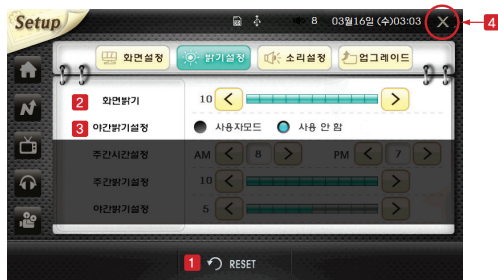 Setup 8 03월16일 (수)03:03 4
화면설정 밝기설정 소리설정 업그레이드
2 화면밝기 10
3 야간밝기설정 사용자모드 사용 안 함
주간시간설정 AM 8 PM 7
주간밝기설정 10
야간밝기설정 5
1 RESET